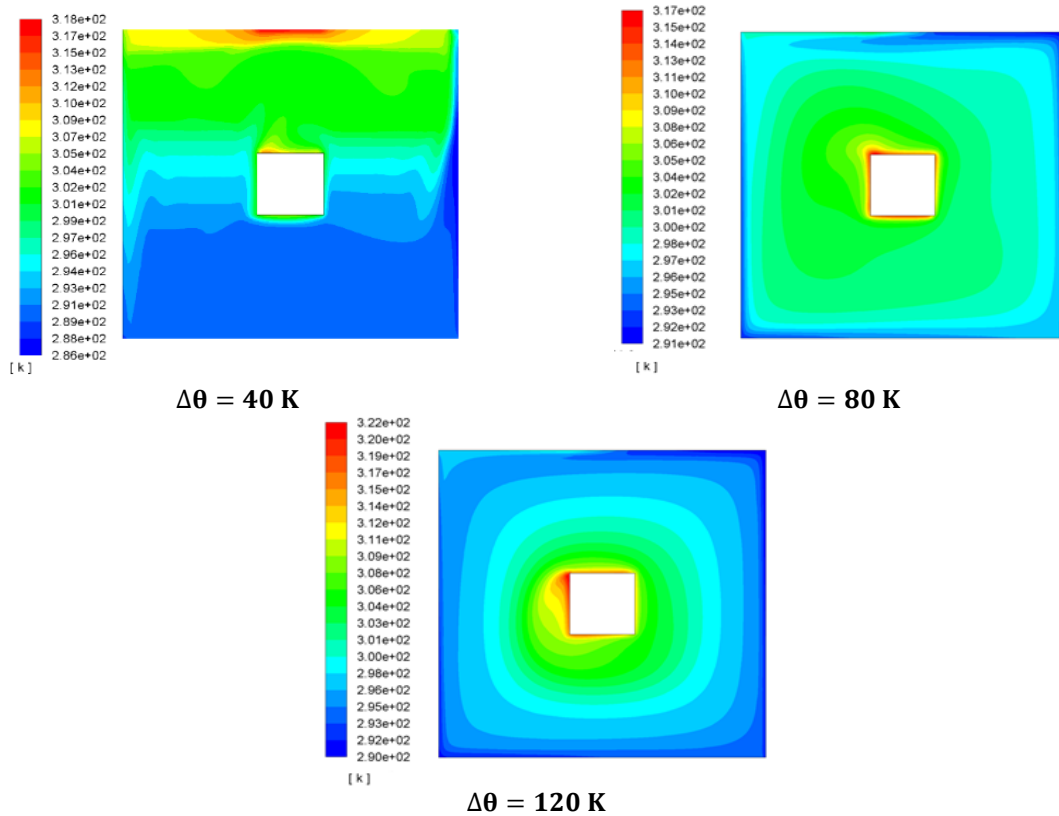 3.18e+02
3.17e+02
3.15e+02
3.13e+02
3.12e+02
3.10e+02
3.09e+02
3.07e+02
3.05e+02
3.04e+02
3.02e+02
3.01e+02
2.99e+02
2.97e+02
2.96e+02
2.94e+02
2.93e+02
2.91e+02
2.89e+02
2.88e+02
2.86e+02
[ k ]
Δθ = 40 K
3.17e+02
3.15e+02
3.14e+02
3.13e+02
3.11e+02
3.10e+02
3.09e+02
3.08e+02
3.06e+02
3.05e+02
3.04e+02
3.02e+02
3.01e+02
3.00e+02
2.98e+02
2.97e+02
2.96e+02
2.95e+02
2.93e+02
2.92e+02
2.91e+02
[ k ]
Δθ = 80 K
3.22e+02
3.20e+02
3.19e+02
3.17e+02
3.15e+02
3.14e+02
3.12e+02
3.11e+02
3.09e+02
3.08e+02
3.06e+02
3.04e+02
3.03e+02
3.01e+02
3.00e+02
2.98e+02
2.96e+02
2.95e+02
2.93e+02
2.92e+02
2.90e+02
[ k ]
Δθ = 120 K